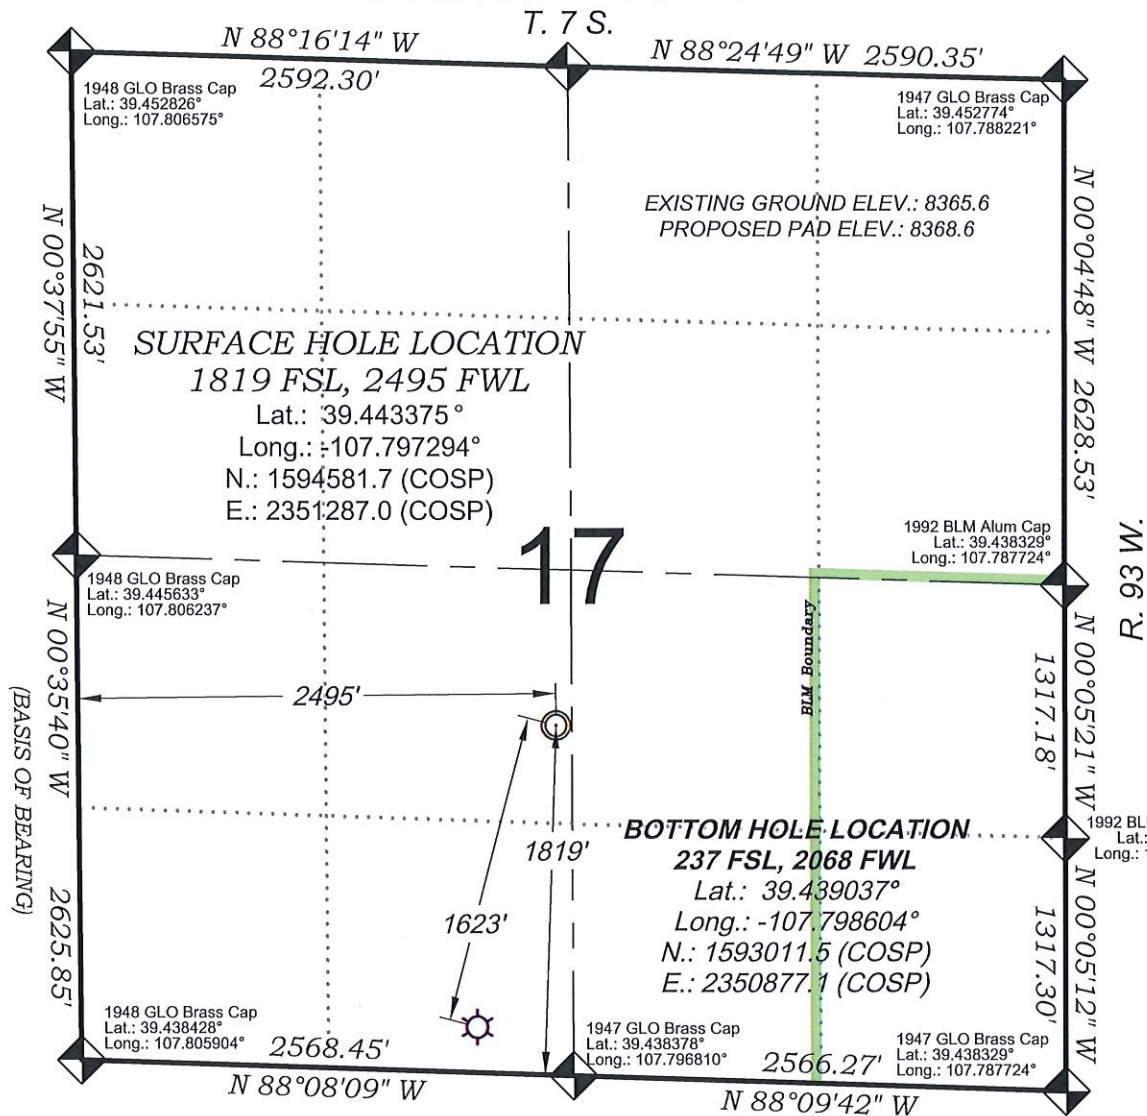 T. 7 S.
N 88°16'14" W
2592.30'
N 88°24'49" W 2590.35'
1948 GLO Brass Cap
Lat.: 39.452826°
Long.: 107.806575°
1947 GLO Brass Cap
Lat.: 39.452774°
Long.: 107.788221°
N 00°37'55" W
2621.53'
EXISTING GROUND ELEV.: 8365.6
PROPOSED PAD ELEV.: 8368.6
N 00°04'48" W 2628.53'
SURFACE HOLE LOCATION
1819 FSL, 2495 FWL
Lat.: 39.443375°
Long.: -107.797294°
N.: 1594581.7 (COSP)
E.: 2351287.0 (COSP)
17
1992 BLM Alum Cap
Lat.: 39.438329°
Long.: 107.787724°
R. 93 W.
1948 GLO Brass Cap
Lat.: 39.445633°
Long.: 107.806237°
N 00°35'40" W 2625.85'
(BASIS OF BEARING)
BLM Boundary
2495'
N 00°05'21" W
1317.18'
1819'
1623'
BOTTOM HOLE LOCATION
237 FSL, 2068 FWL
Lat.: 39.439037°
Long.: -107.798604°
N.: 1593011.5 (COSP)
E.: 2350877.1 (COSP)
1992 BL
Lat.:
Long.:
N 00°05'12" W
1317.30'
1948 GLO Brass Cap
Lat.: 39.438428°
Long.: 107.805904°
2568.45'
N 88°08'09" W
1947 GLO Brass Cap
Lat.: 39.438378°
Long.: 107.796810°
2566.27'
N 88°09'42" W
1947 GLO Brass Cap
Lat.: 39.438329°
Long.: 107.787724°